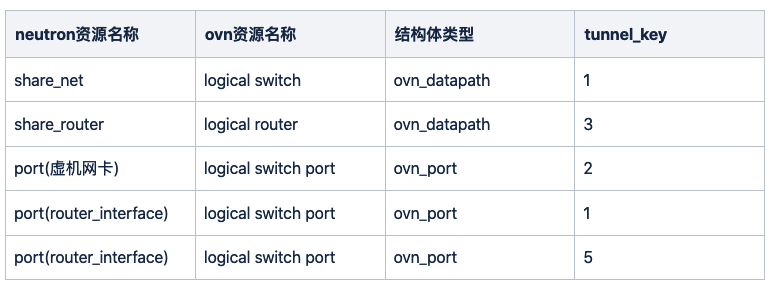 neutron资源名称 ovn资源名称 结构体类型 tunnel_key
share_net logical switch ovn_datapath 1
share_router logical router ovn_datapath 3
port(虚机网卡) logical switch port ovn_port 2
port(router_interface) logical switch port ovn_port 1
port(router_interface) logical switch port ovn_port 5